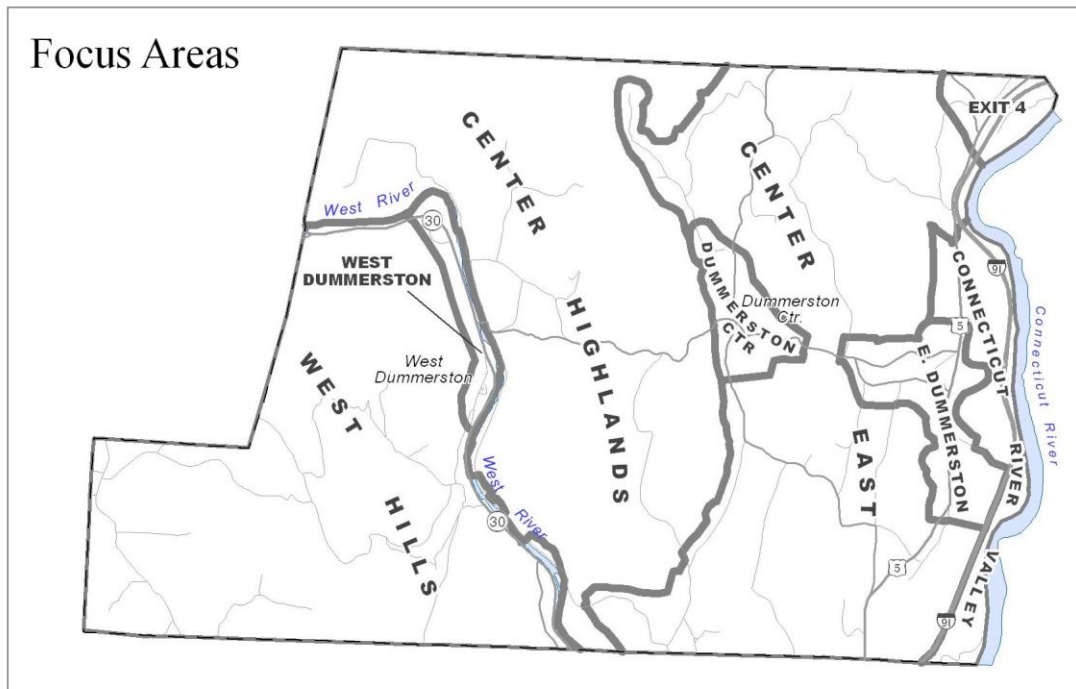 Focus Areas
EXIT 4
CENTER
CENTER
West River
30
WEST
DUMMERSTON
DUMMERSTON
CTR
Dummerston
Ctr.
CONNECTICUT
RIVER
VALLEY
91
Connecticut River
HIGHLANDS
5
E. DUMMERSTON
West
Dummerston
WEST
HILLS
EAST
West River
30
5
91